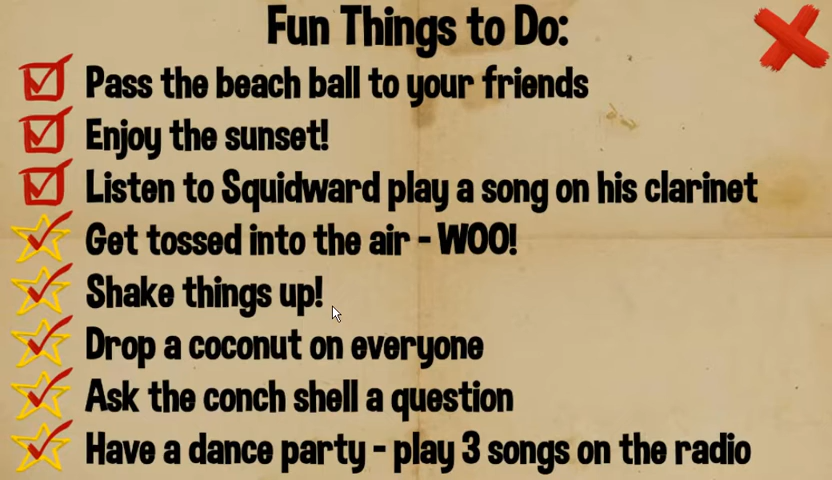 Fun Things to Do:
Pass the beach ball to your friends
Enjoy the sunset!
Listen to Squidward play a song on his clarinet
Get tossed into the air - WOO!
Shake things up!
Drop a coconut on everyone
Ask the conch shell a question
Have a dance party - play 3 songs on the radio